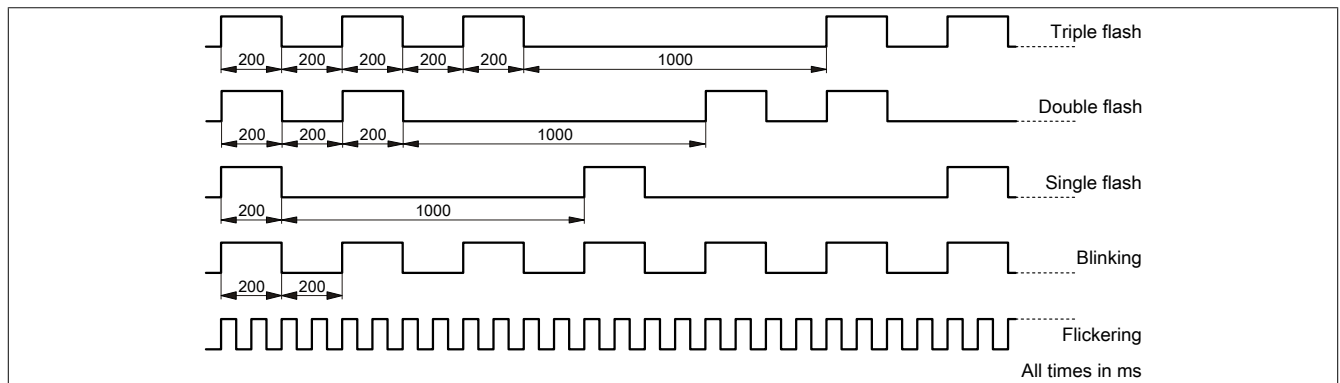 Triple flash
200 200 200 200 200 1000
Double flash
200 200 200 1000
Single flash
200 1000
Blinking
200 200
Flickering
All times in ms